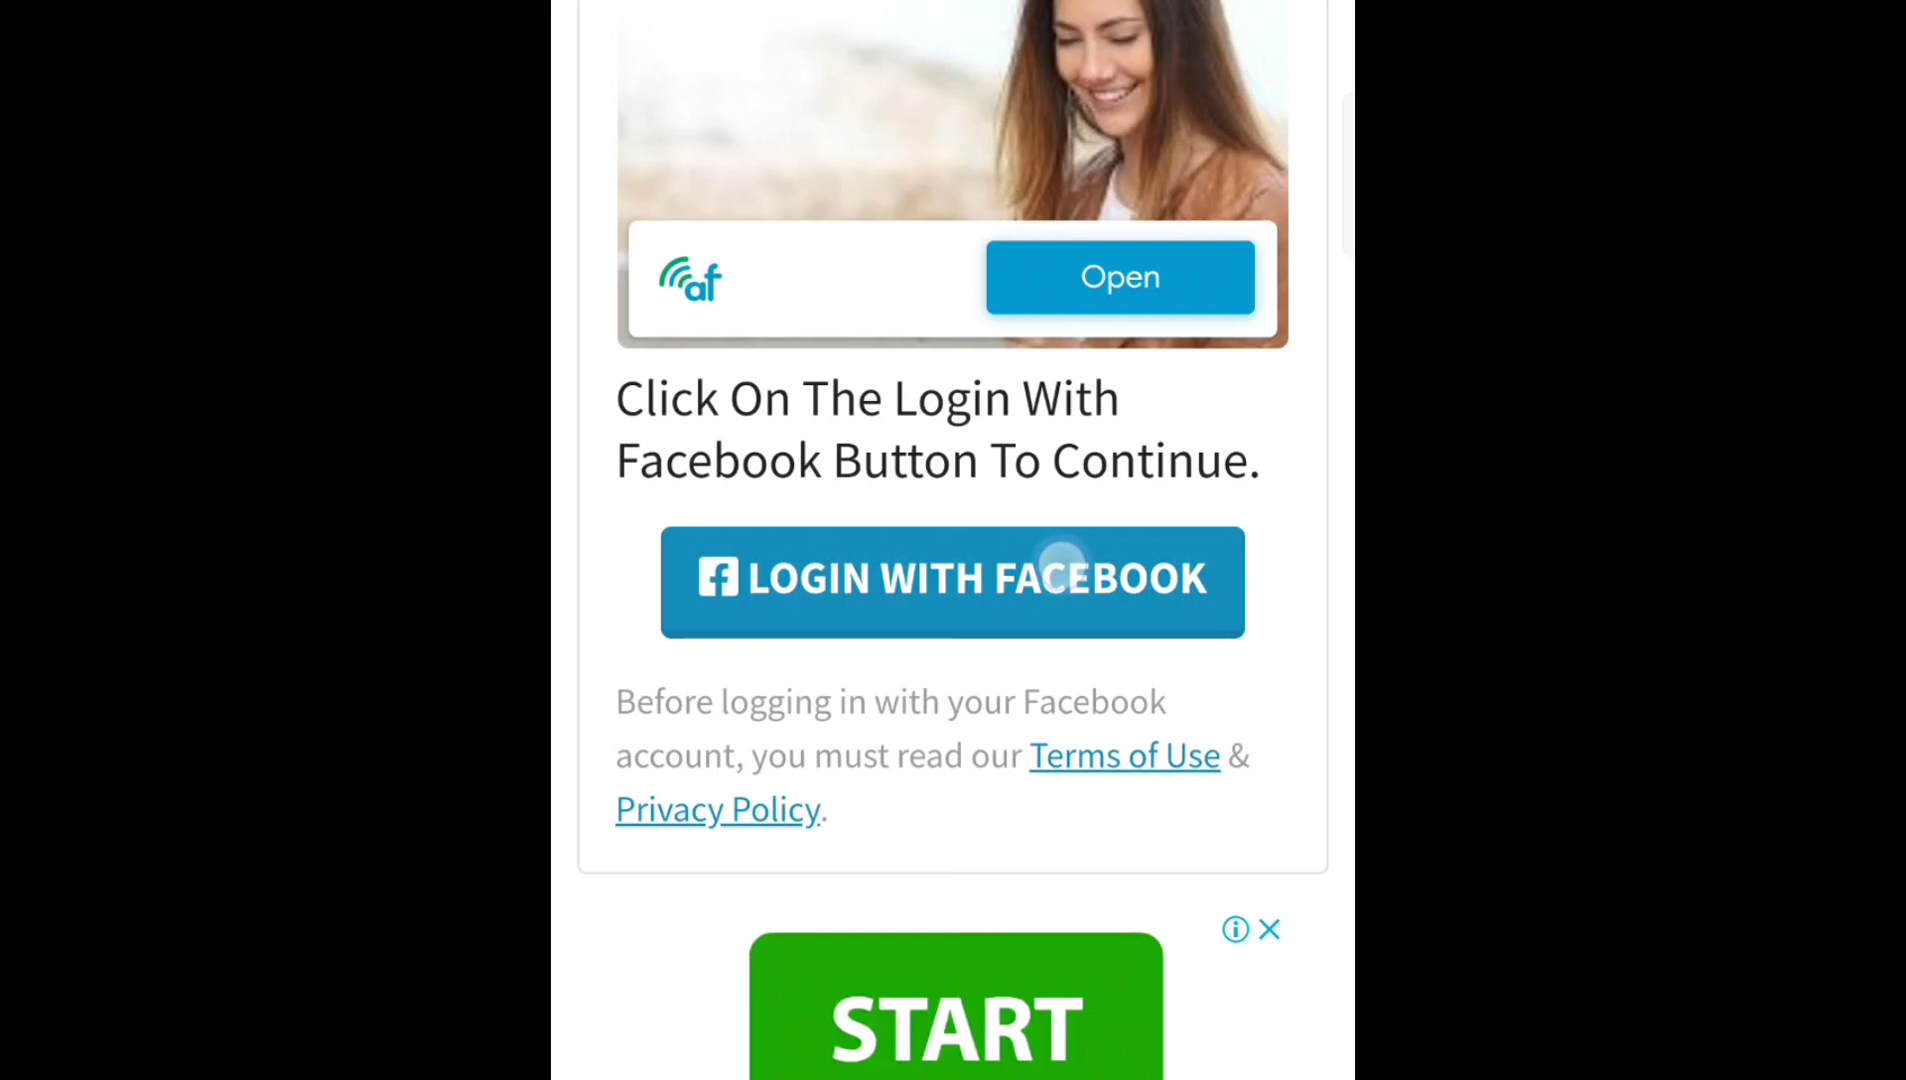 af
Open
Click On The Login With
Facebook Button To Continue.
LOGIN WITH FACEBOOK
Before logging in with your Facebook
account, you must read our Terms of Use &
Privacy Policy.
START